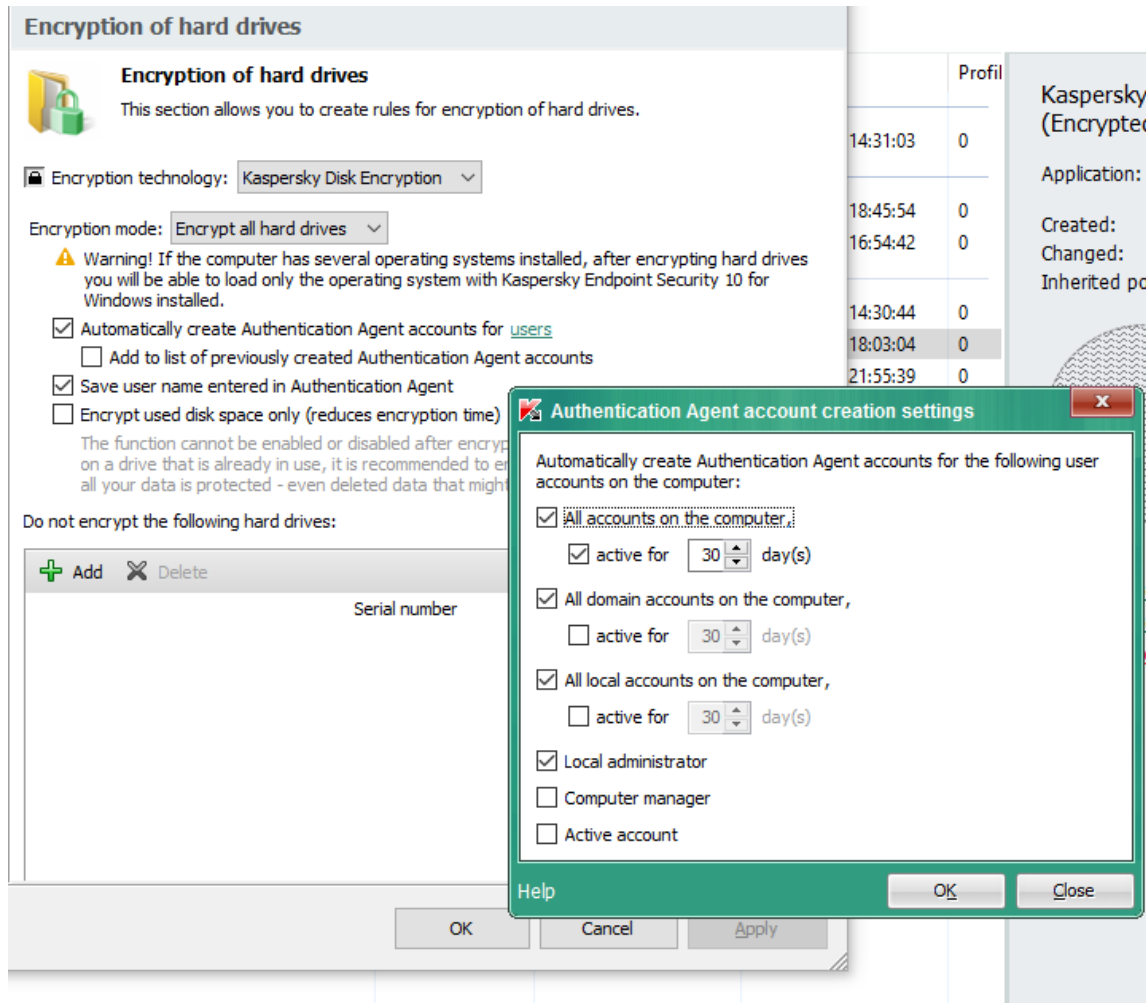 Encryption of hard drives
Encryption of hard drives
This section allows you to create rules for encryption of hard drives.
Encryption technology: Kaspersky Disk Encryption
Encryption mode: Encrypt all hard drives
Warning! If the computer has several operating systems installed, after encrypting hard drives
you will be able to load only the operating system with Kaspersky Endpoint Security 10 for
Windows installed.
Automatically create Authentication Agent accounts for users
Add to list of previously created Authentication Agent accounts
Save user name entered in Authentication Agent
Encrypt used disk space only (reduces encryption time)
The function cannot be enabled or disabled after
on a drive that is already in use, it is recommended to
all your data is protected - even deleted data that might
Do not encrypt the following hard drives:
Add Delete
Serial number
OK Cancel Apply
Profil
14:31:03 0
18:45:54 0
16:54:42 0
14:30:44 0
18:03:04 0
21:55:39 0
Kaspersky
(Encrypted
Application:
Created:
Changed:
Inherited po
Authentication Agent account creation settings
x
Automatically create Authentication Agent accounts for the following user
accounts on the computer:
All accounts on the computer,
active for 30 day(s)
All domain accounts on the computer,
active for 30 day(s)
All local accounts on the computer,
active for 30 day(s)
Local administrator
Computer manager
Active account
Help OK Close